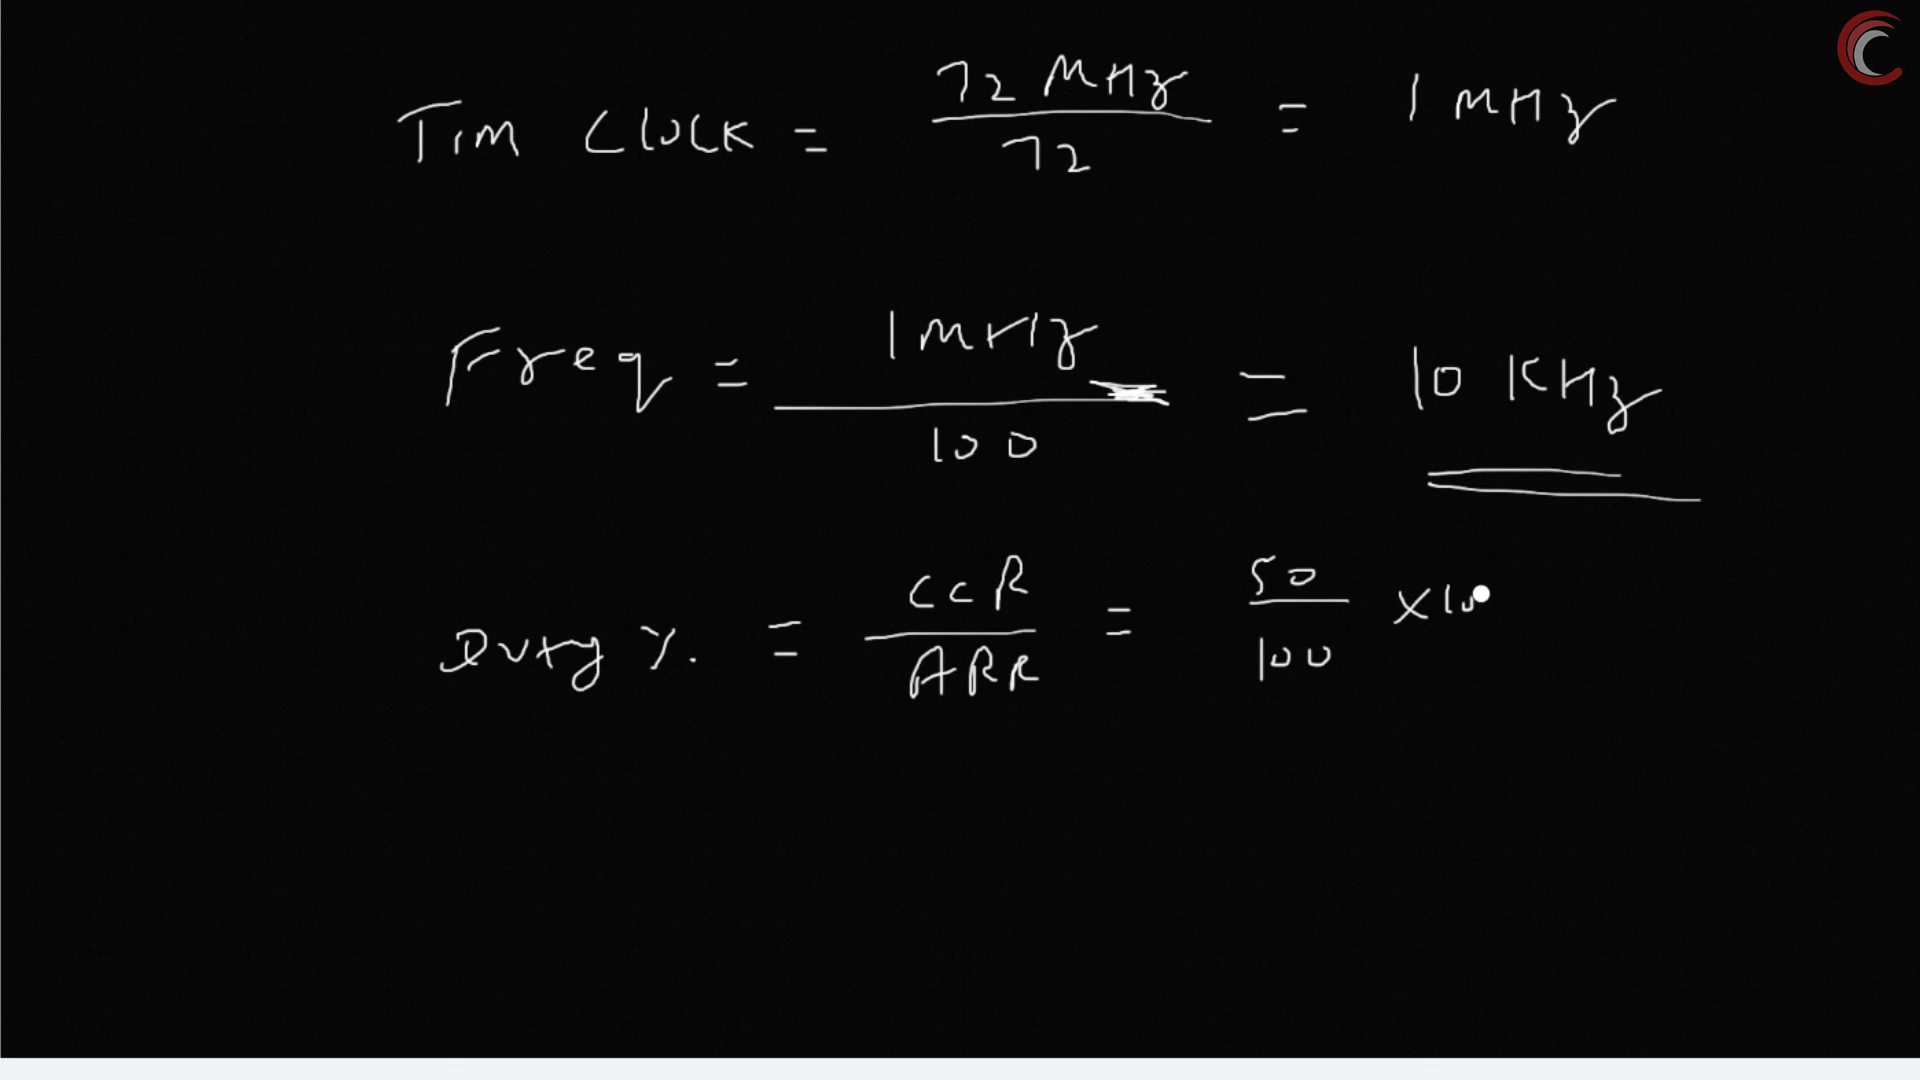 Tim Clock = 72 MHz / 72 = 1 MHz
Freq = 1 MHz / 100 = 10 KHz
Duty % = CCR / ARR = 50 / 100 x10